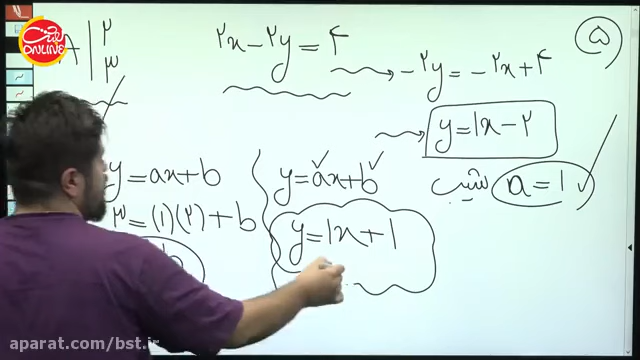 ۵
۲x-۲y=۴
-۲y=-۲x+۴
y=1x-۲
شیب a=1
A | ۲ ۳
y=ax+b
۳=(1)(۲)+b
y=ax+b
y=1x+1
ONLINE
aparat.com/bst.ir